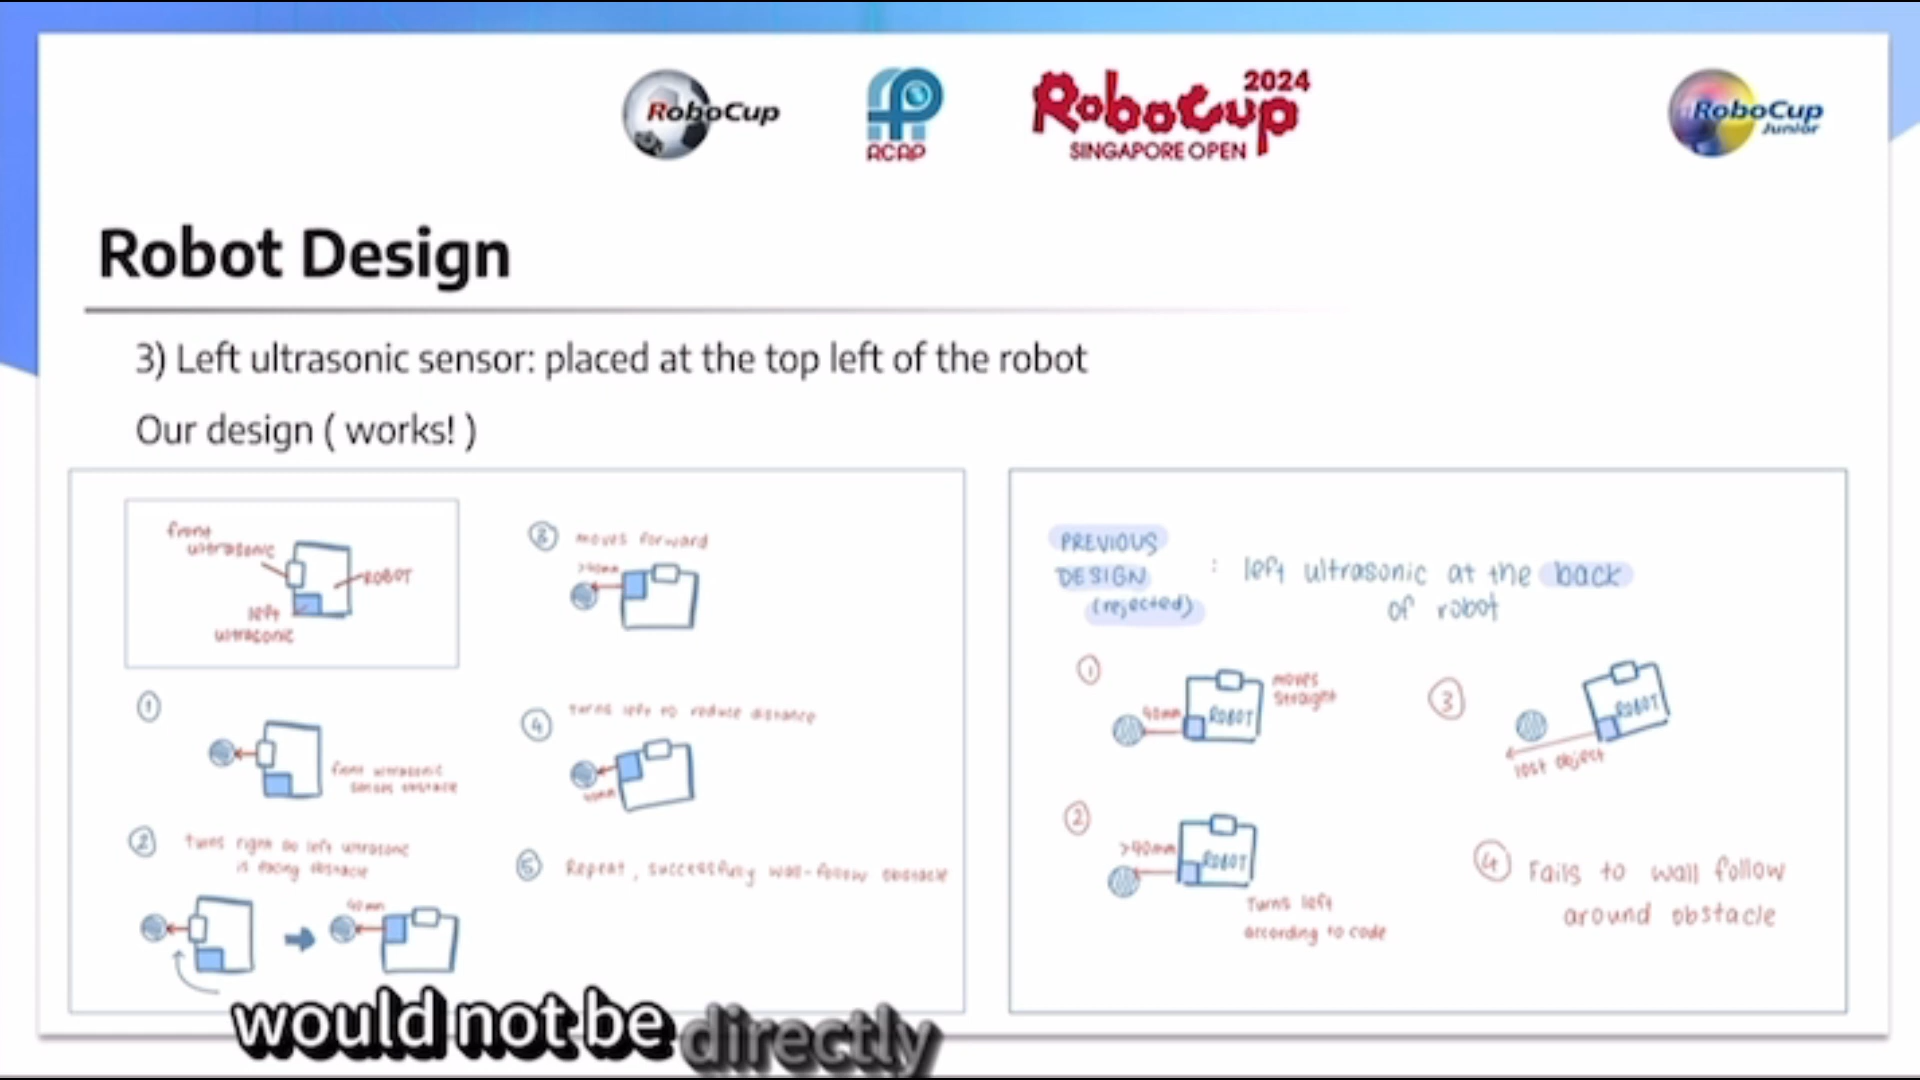 RoboCup
RCAP
RoboCup 2024
SINGAPORE OPEN
RoboCup
Junior
Robot Design
3) Left ultrasonic sensor: placed at the top left of the robot
Our design ( works! )
front
ultrasonic
ROBOT
left
ultrasonic
1
front ultrasonic
senses obstacle
2 Turns right so left ultrasonic
is facing obstacle
40mm
3 moves forward
>40mm
4 Turns left to reduce distance
40mm
5 Repeat, successfully wall-follow obstacle
PREVIOUS
DESIGN
(rejected)
: left ultrasonic at the back
of robot
1
moves
straight
40mm
ROBOT
2
>40mm
ROBOT
Turns left
according to code
3
ROBOT
lost object
4 Fails to wall follow
around obstacle
would not be directly